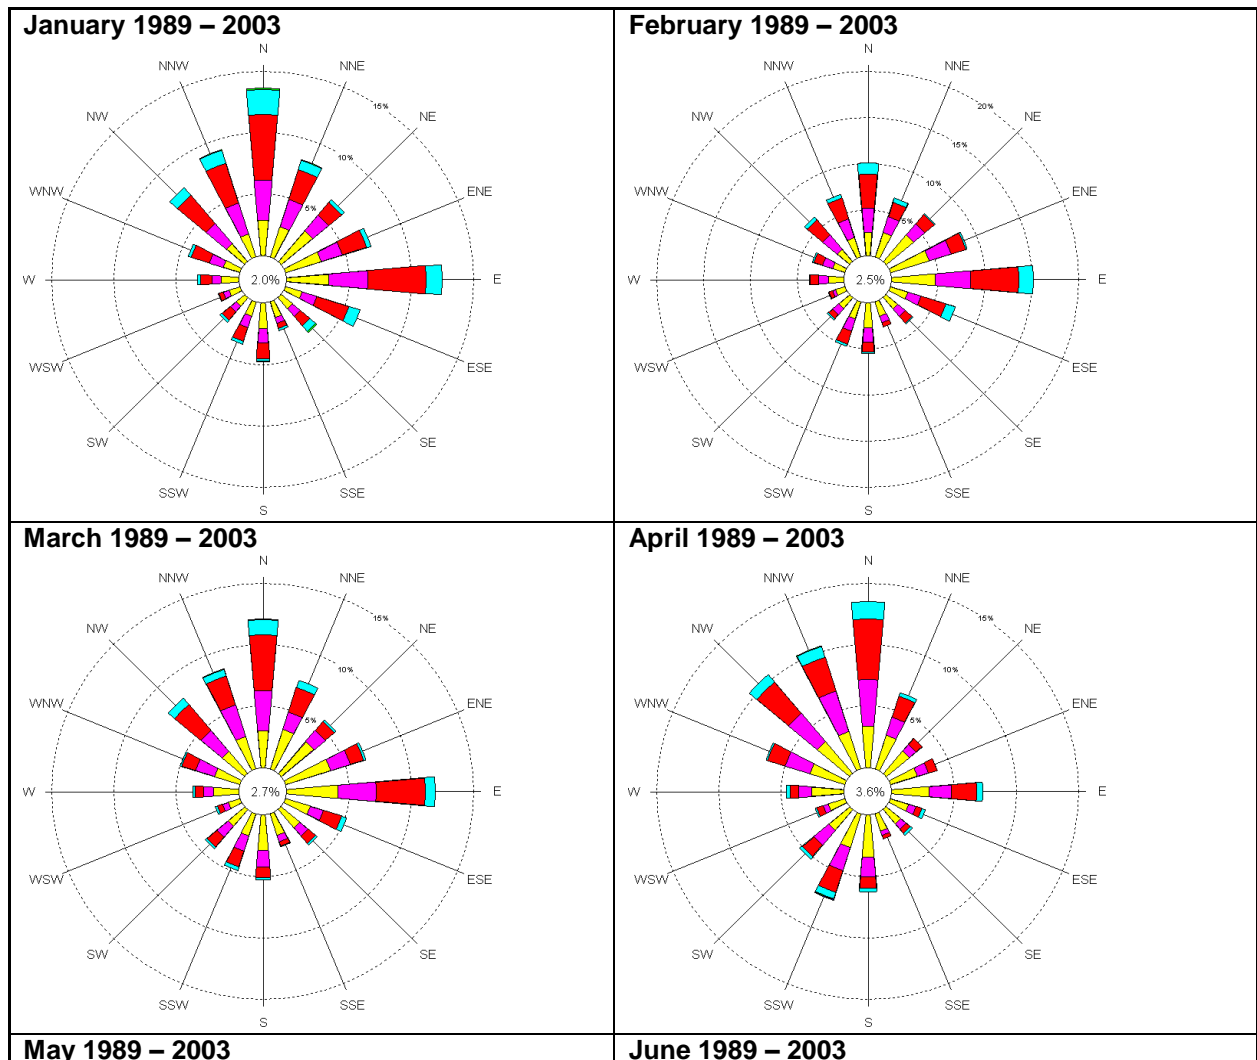 January 1989 – 2003
N
NNW
NNE
15%
NW
NE
10%
WNW
ENE
5%
W
2.0%
E
WSW
ESE
SW
SE
SSW
SSE
S
February 1989 – 2003
N
NNW
NNE
20%
NW
NE
15%
10%
WNW
ENE
5%
W
2.5%
E
WSW
ESE
SW
SE
SSW
SSE
S
March 1989 – 2003
N
NNW
NNE
15%
NW
NE
10%
WNW
ENE
5%
W
2.7%
E
WSW
ESE
SW
SE
SSW
SSE
S
April 1989 – 2003
N
NNW
NNE
15%
NW
NE
10%
WNW
ENE
5%
W
3.6%
E
WSW
ESE
SW
SE
SSW
SSE
S
May 1989 – 2003
June 1989 – 2003